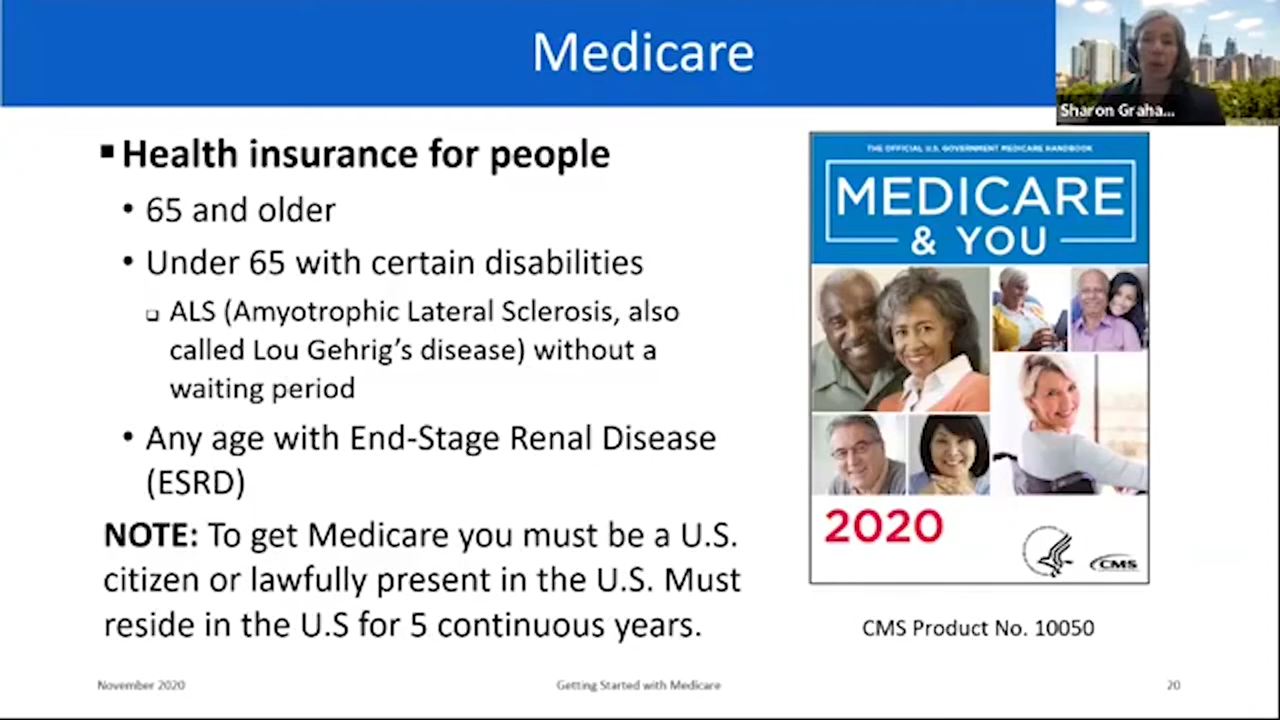 Medicare
Sharon Graha...
▪ Health insurance for people
• 65 and older
• Under 65 with certain disabilities
❑ ALS (Amyotrophic Lateral Sclerosis, also
called Lou Gehrig’s disease) without a
waiting period
• Any age with End-Stage Renal Disease
(ESRD)
NOTE: To get Medicare you must be a U.S.
citizen or lawfully present in the U.S. Must
reside in the U.S for 5 continuous years.
THE OFFICIAL U.S. GOVERNMENT MEDICARE HANDBOOK
MEDICARE
& YOU
2020
CMS
CMS Product No. 10050
November 2020
Getting Started with Medicare
20